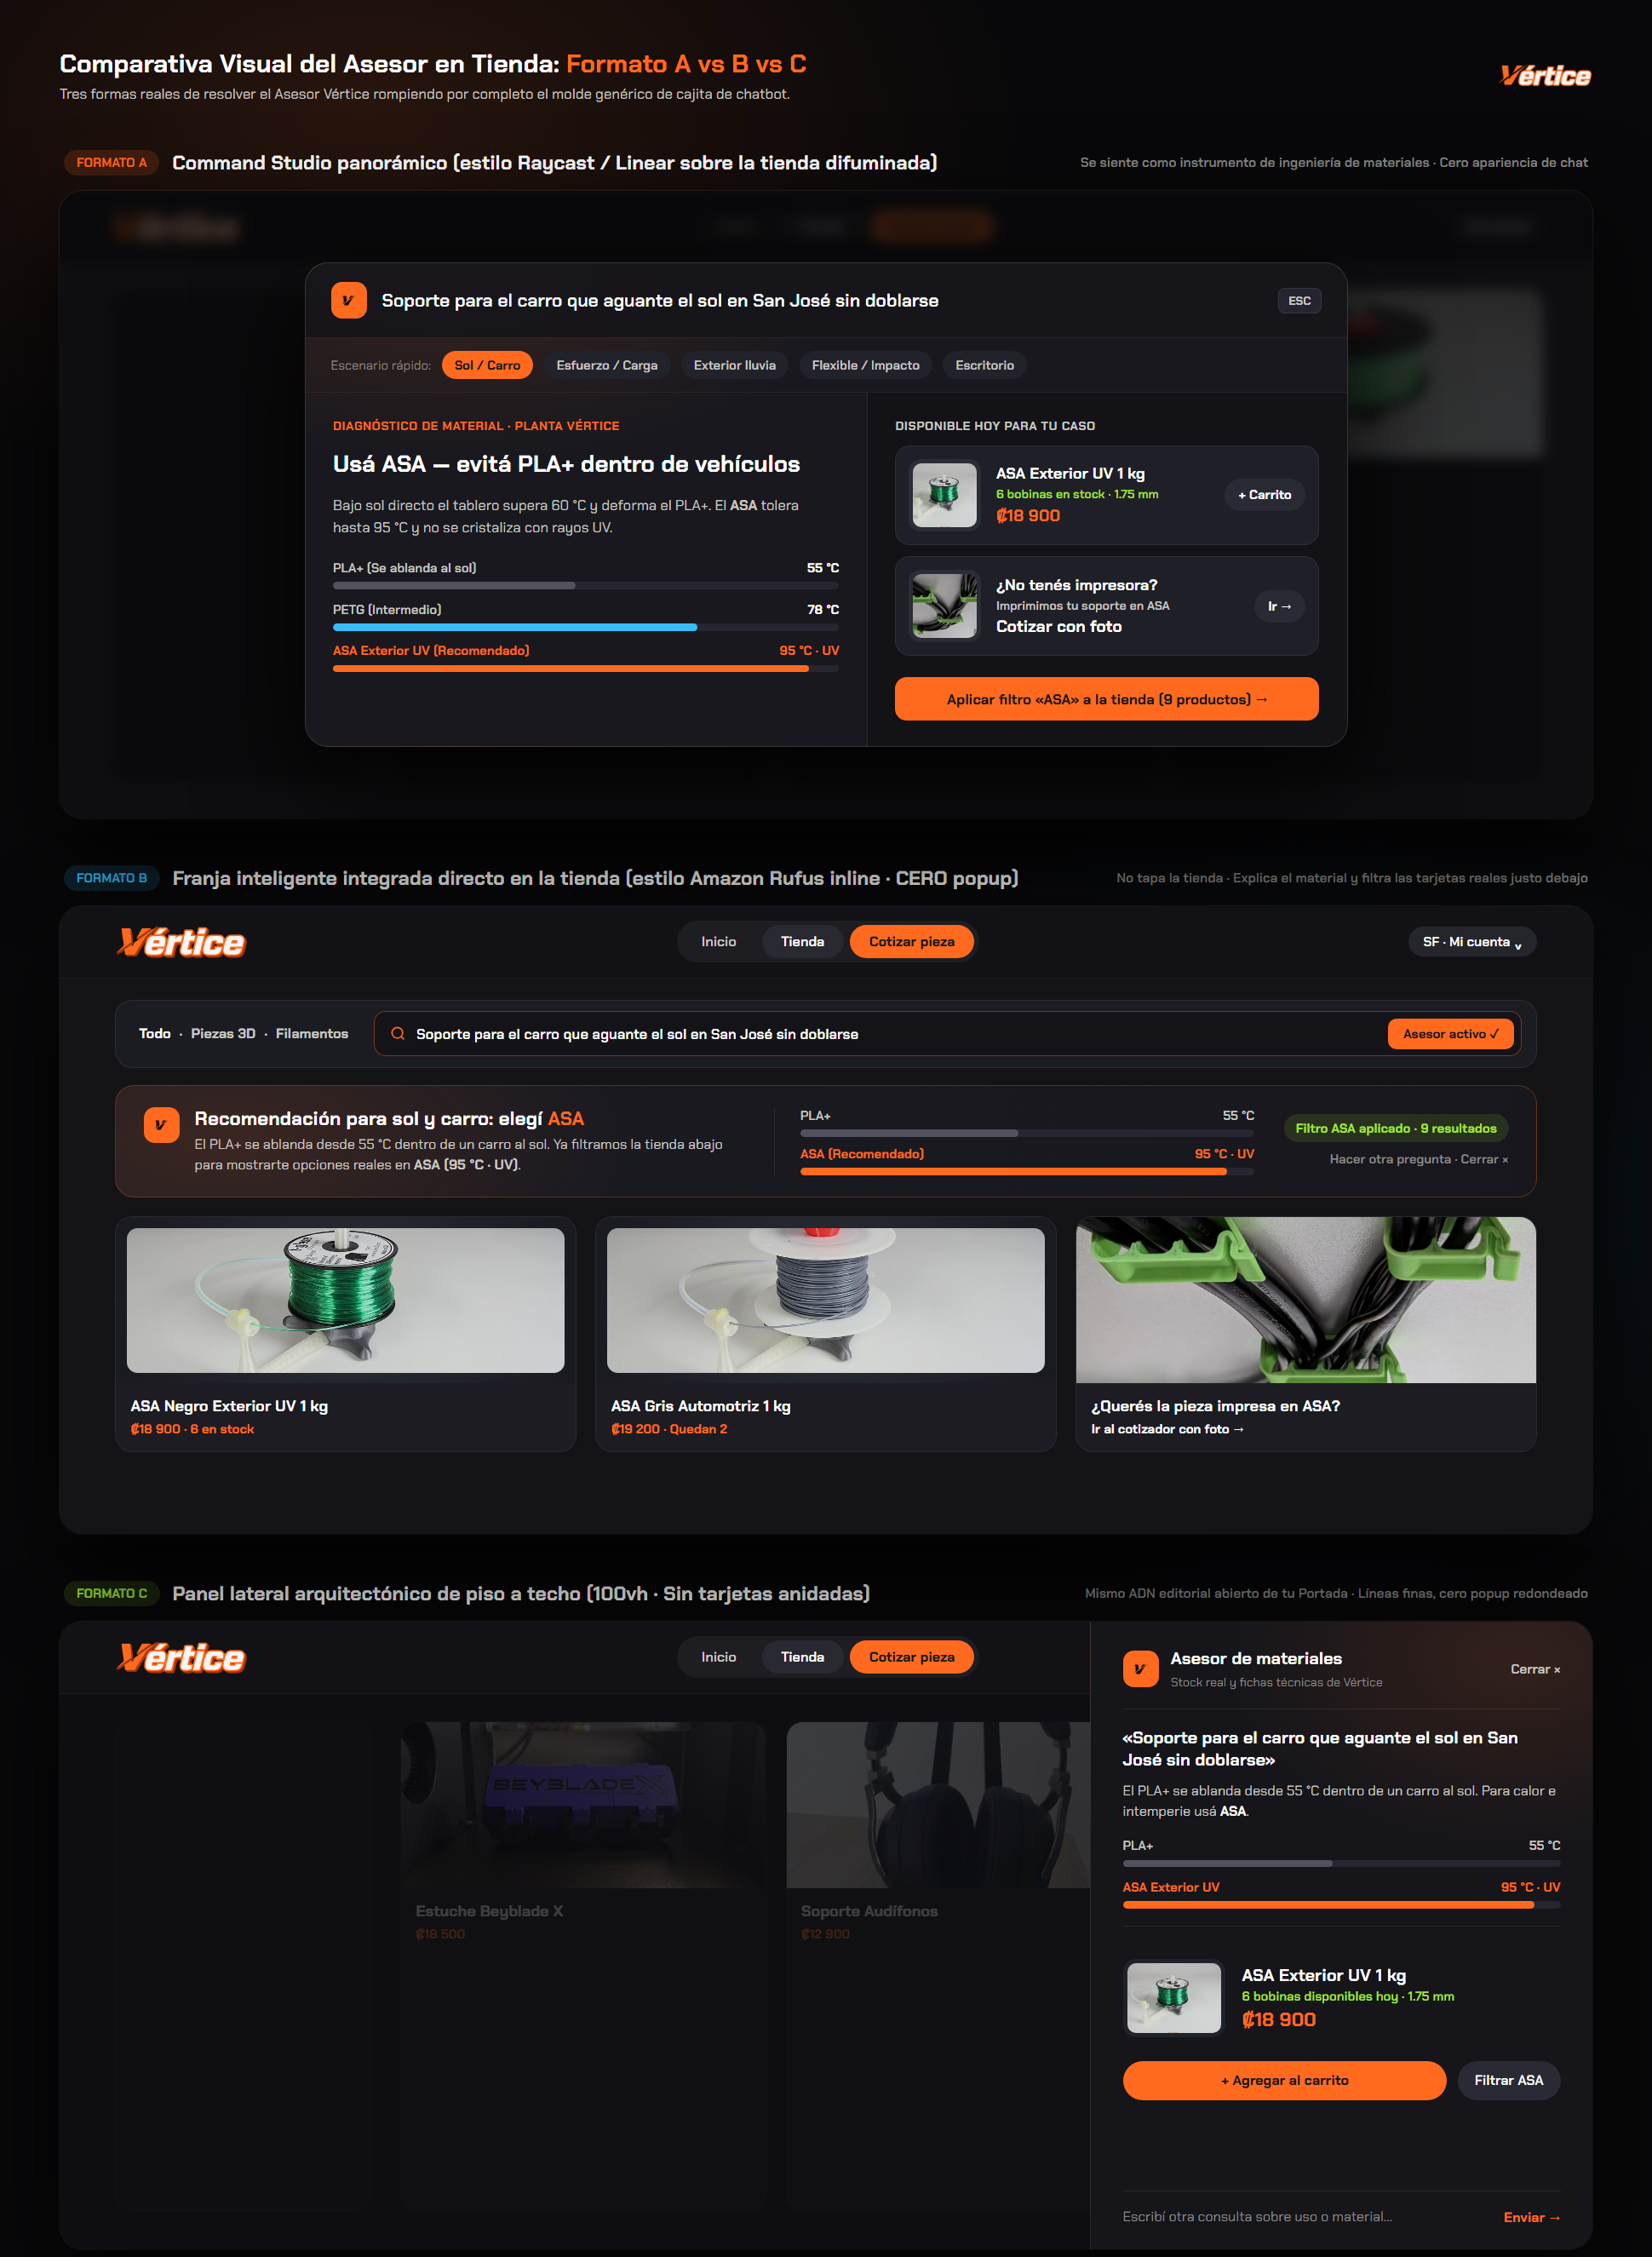 Comparativa Visual del Asesor en Tienda: Formato A vs B vs C
Tres formas reales de resolver el Asesor Vértice rompiendo por completo el molde genérico de cajita de chatbot.
Vértice
FORMATO A
Command Studio panorámico (estilo Raycast / Linear sobre la tienda difuminada)
Se siente como instrumento de ingeniería de materiales · Cero apariencia de chat
V
Soporte para el carro que aguante el sol en San José sin doblarse
ESC
Escenario rápido:
Sol / Carro
Esfuerzo / Carga
Exterior lluvia
Flexible / Impacto
Escritorio
DIAGNÓSTICO DE MATERIAL · PLANTA VÉRTICE
Usá ASA — evitá PLA+ dentro de vehículos
Bajo sol directo el tablero supera 60 °C y deforma el PLA+. El ASA tolera
hasta 95 °C y no se cristaliza con rayos UV.
PLA+ (Se ablanda al sol)
55 °C
PETG (Intermedio)
78 °C
ASA Exterior UV (Recomendado)
95 °C · UV
DISPONIBLE HOY PARA TU CASO
ASA Exterior UV 1 kg
6 bobinas en stock · 1.75 mm
₡18 900
+ Carrito
¿No tenés impresora?
Imprimimos tu soporte en ASA
Cotizar con foto
Ir →
Aplicar filtro «ASA» a la tienda (9 productos) →
FORMATO B
Franja inteligente integrada directo en la tienda (estilo Amazon Rufus inline · CERO popup)
No tapa la tienda · Explica el material y filtra las tarjetas reales justo debajo
Vértice
Inicio
Tienda
Cotizar pieza
SF · Mi cuenta ⌄
Todo · Piezas 3D · Filamentos
Soporte para el carro que aguante el sol en San José sin doblarse
Asesor activo ✓
V
Recomendación para sol y carro: elegí ASA
El PLA+ se ablanda desde 55 °C dentro de un carro al sol. Ya filtramos la tienda abajo
para mostrarte opciones reales en ASA (95 °C · UV).
PLA+
55 °C
ASA (Recomendado)
95 °C · UV
Filtro ASA aplicado · 9 resultados
Hacer otra pregunta · Cerrar ×
ASA Negro Exterior UV 1 kg
₡18 900 · 6 en stock
ASA Gris Automotriz 1 kg
₡19 200 · Quedan 2
¿Querés la pieza impresa en ASA?
Ir al cotizador con foto →
FORMATO C
Panel lateral arquitectónico de piso a techo (100vh · Sin tarjetas anidadas)
Mismo ADN editorial abierto de tu Portada · Líneas finas, cero popup redondeado
Vértice
Inicio
Tienda
Cotizar pieza
BEYBLADE X
Estuche Beyblade X
₡18 500
Soporte Audífonos
₡12 900
V
Asesor de materiales
Stock real y fichas técnicas de Vértice
Cerrar ×
«Soporte para el carro que aguante el sol en San
José sin doblarse»
El PLA+ se ablanda desde 55 °C dentro de un carro al sol. Para calor e
intemperie usá ASA.
PLA+
55 °C
ASA Exterior UV
95 °C · UV
ASA Exterior UV 1 kg
6 bobinas disponibles hoy · 1.75 mm
₡18 900
+ Agregar al carrito
Filtrar ASA
Escribí otra consulta sobre uso o material...
Enviar →